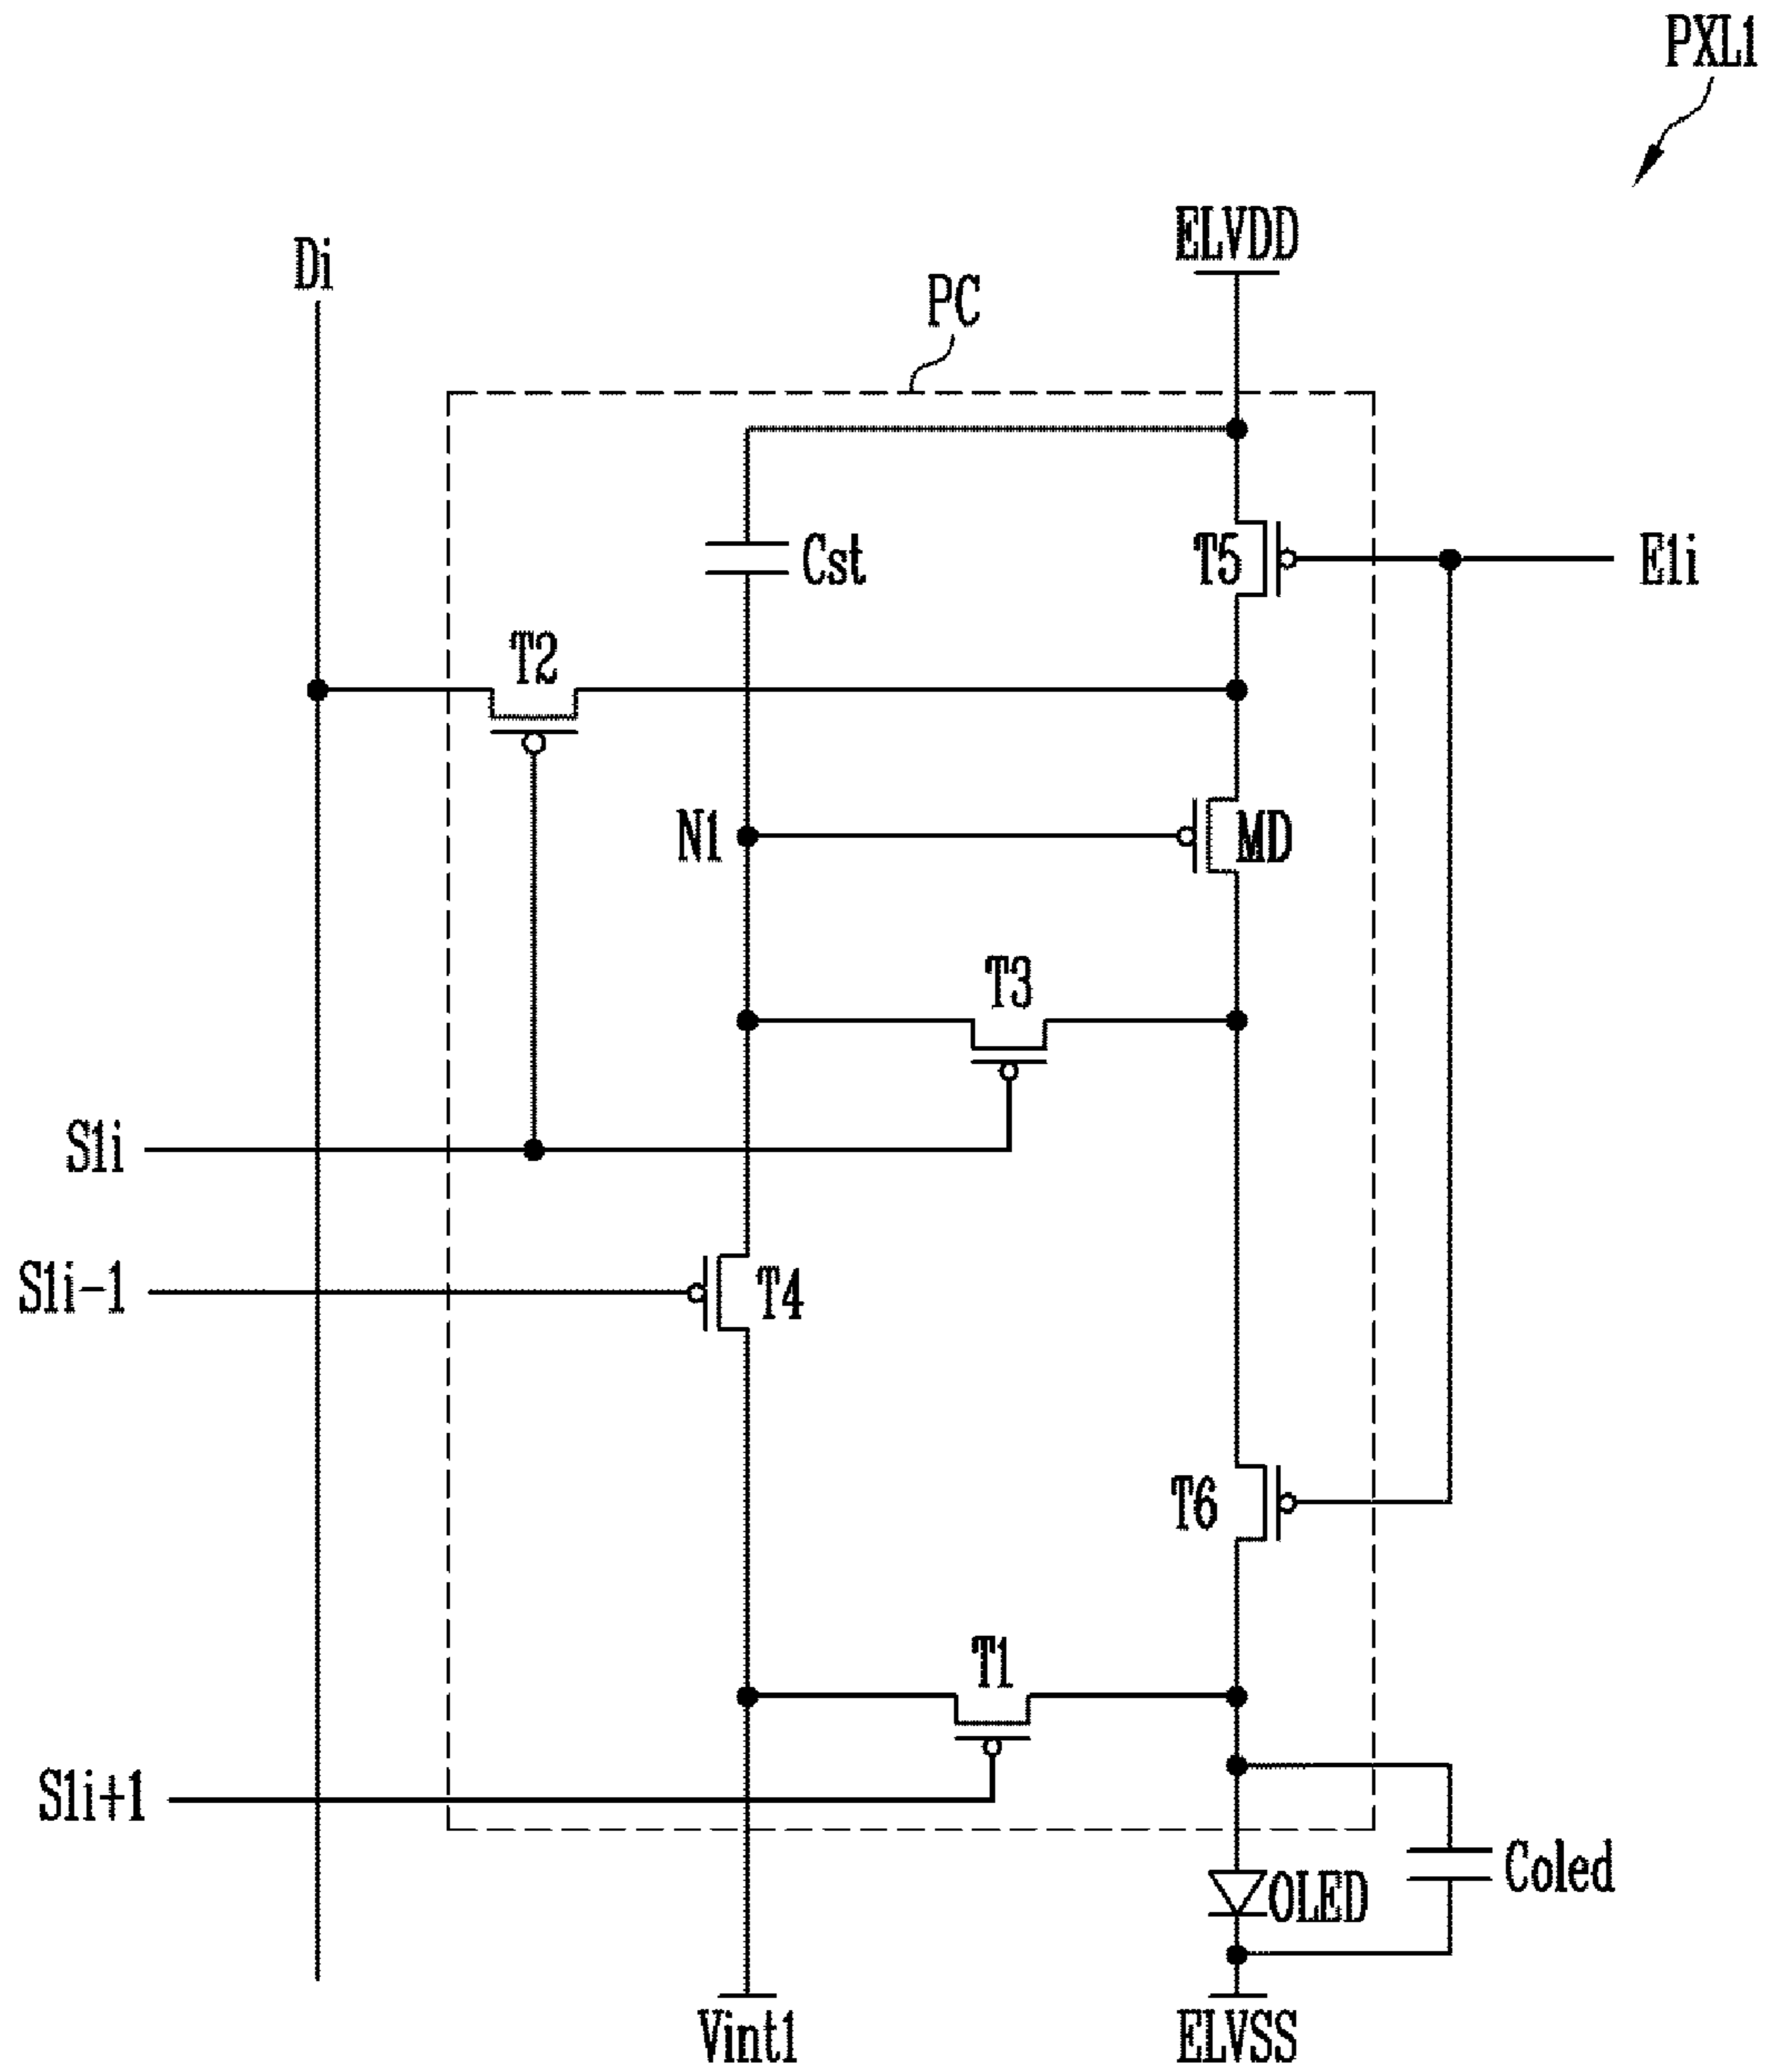 PXL1
ELVDD
Di
PC
Cst
T5
E1i
T2
N1
MD
T3
S1i
S1i-1
T4
T6
T1
S1i+1
Coled
OLED
Vint1
ELVSS